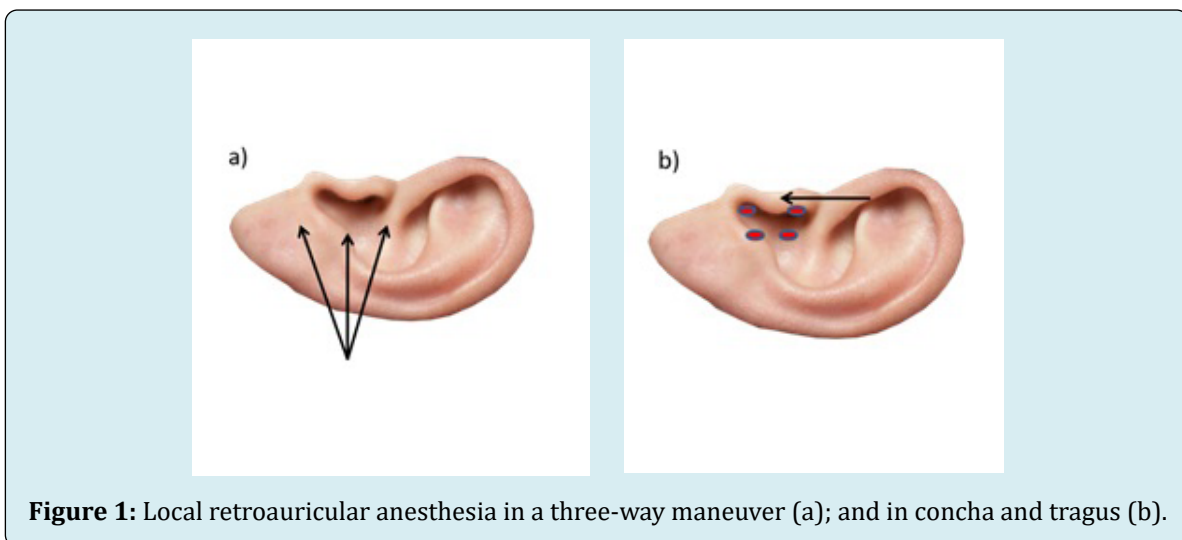 a)
b)
Figure 1: Local retroauricular anesthesia in a three-way maneuver (a); and in concha and tragus (b).